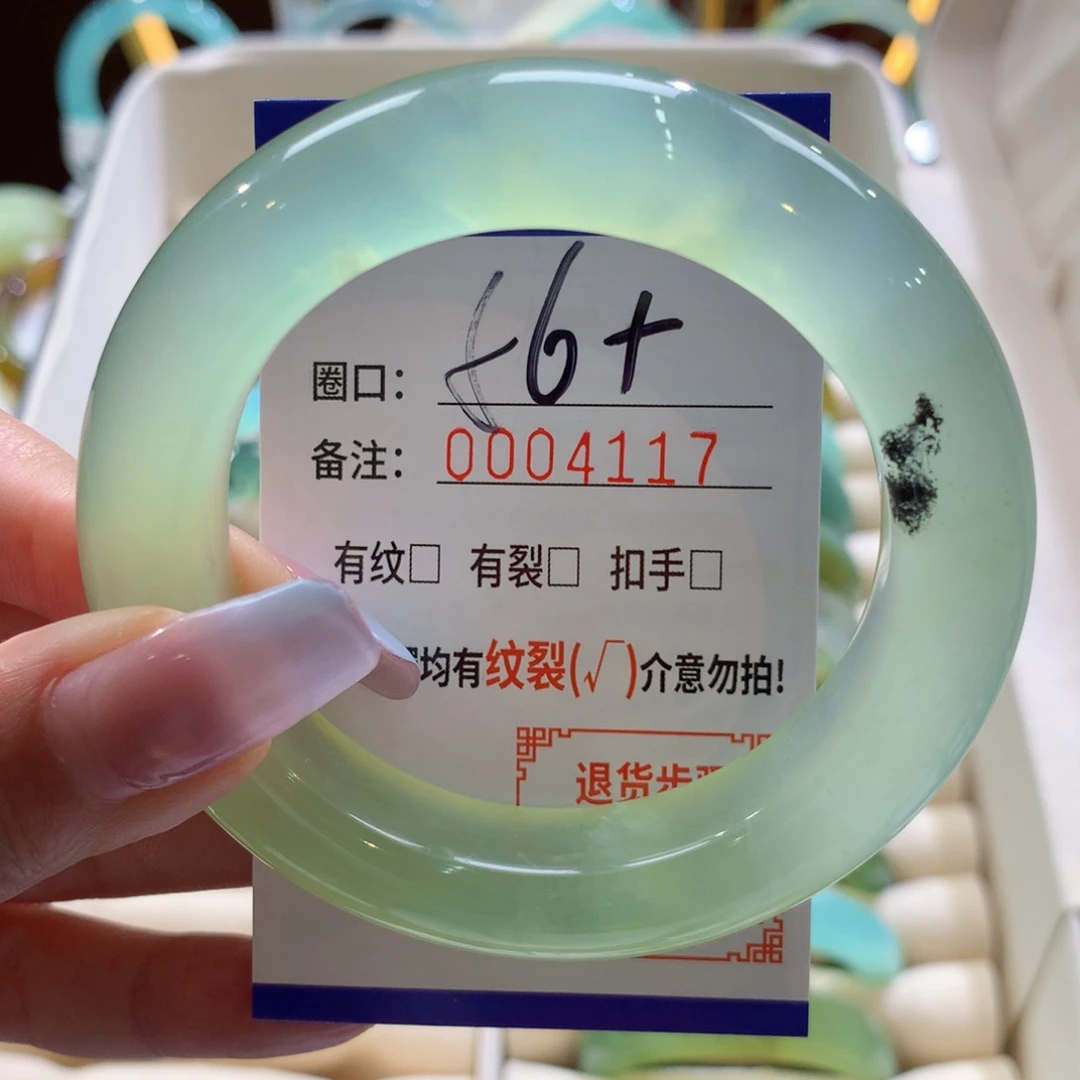 圈口: 56+
备注: 0004117
有纹□ 有裂□ 扣手□
均有纹裂(√)介意勿拍!
退货步骤